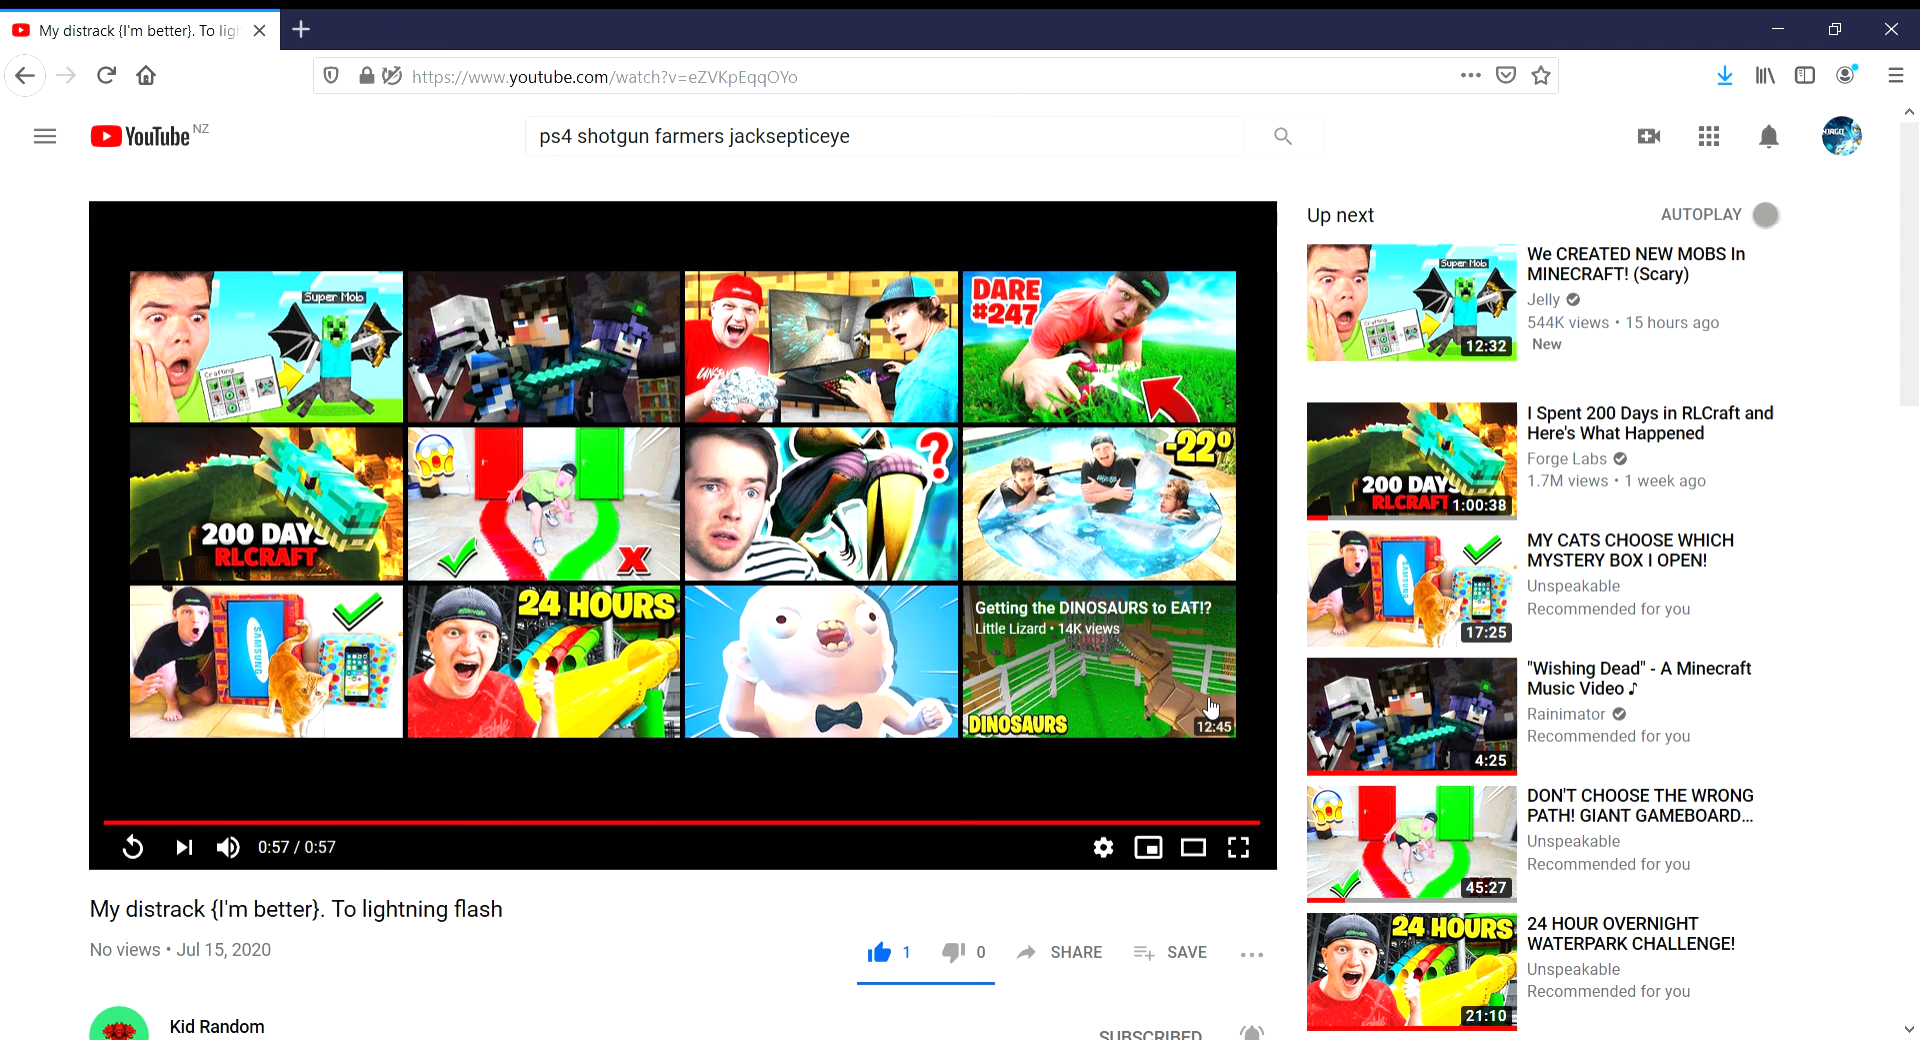 My distrack {I'm better}. To ligh
https://www.youtube.com/watch?v=eZVKpEqqOYo
YouTube NZ
ps4 shotgun farmers jacksepticeye
Super Mob
Crafting
DARE
#247
200 DAYS
RLCRAFT
?
-22°
SAMSUNG
24 HOURS
Getting the DINOSAURS to EAT!?
Little Lizard • 14K views
DINOSAURS
12:45
0:57 / 0:57
My distrack {I'm better}. To lightning flash
No views • Jul 15, 2020
1
0
SHARE
SAVE
Kid Random
SUBSCRIBED
Up next
AUTOPLAY
Super Mob
Crafting
12:32
We CREATED NEW MOBS In
MINECRAFT! (Scary)
Jelly
544K views • 15 hours ago
New
200 DAYS
RLCRAFT
1:00:38
I Spent 200 Days in RLCraft and
Here's What Happened
Forge Labs
1.7M views • 1 week ago
SAMSUNG
17:25
MY CATS CHOOSE WHICH
MYSTERY BOX I OPEN!
Unspeakable
Recommended for you
4:25
"Wishing Dead" - A Minecraft
Music Video ♪
Rainimator
Recommended for you
45:27
DON'T CHOOSE THE WRONG
PATH! GIANT GAMEBOARD...
Unspeakable
Recommended for you
24 HOURS
21:10
24 HOUR OVERNIGHT
WATERPARK CHALLENGE!
Unspeakable
Recommended for you